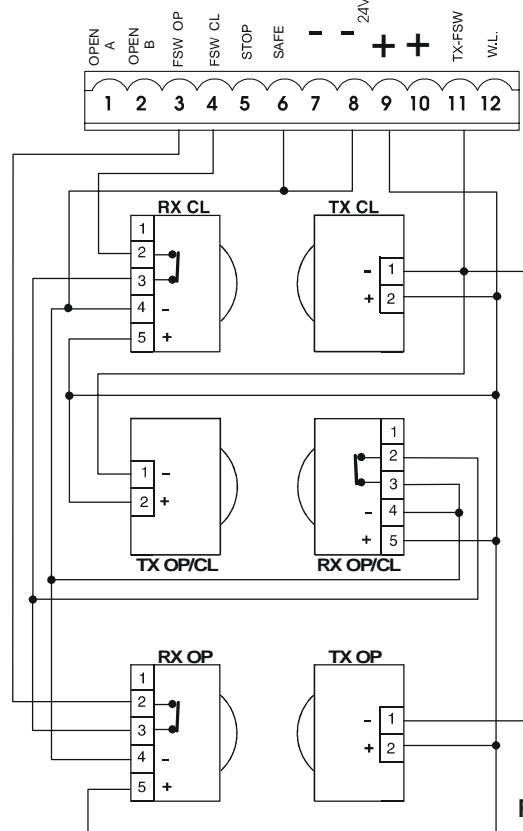 OPEN A
OPEN B
FSW OP
FSW CL
STOP
SAFE
-
-
24V
+
+
TX-FSW
W.L.
1 2 3 4 5 6 7 8 9 10 11 12
RX CL
TX CL
1
2
3
4 -
5 +
- 1
+ 2
1 -
2 +
1
2
3
- 4
+ 5
TX OP/CL
RX OP/CL
RX OP
TX OP
1
2
3
4 -
5 +
- 1
+ 2